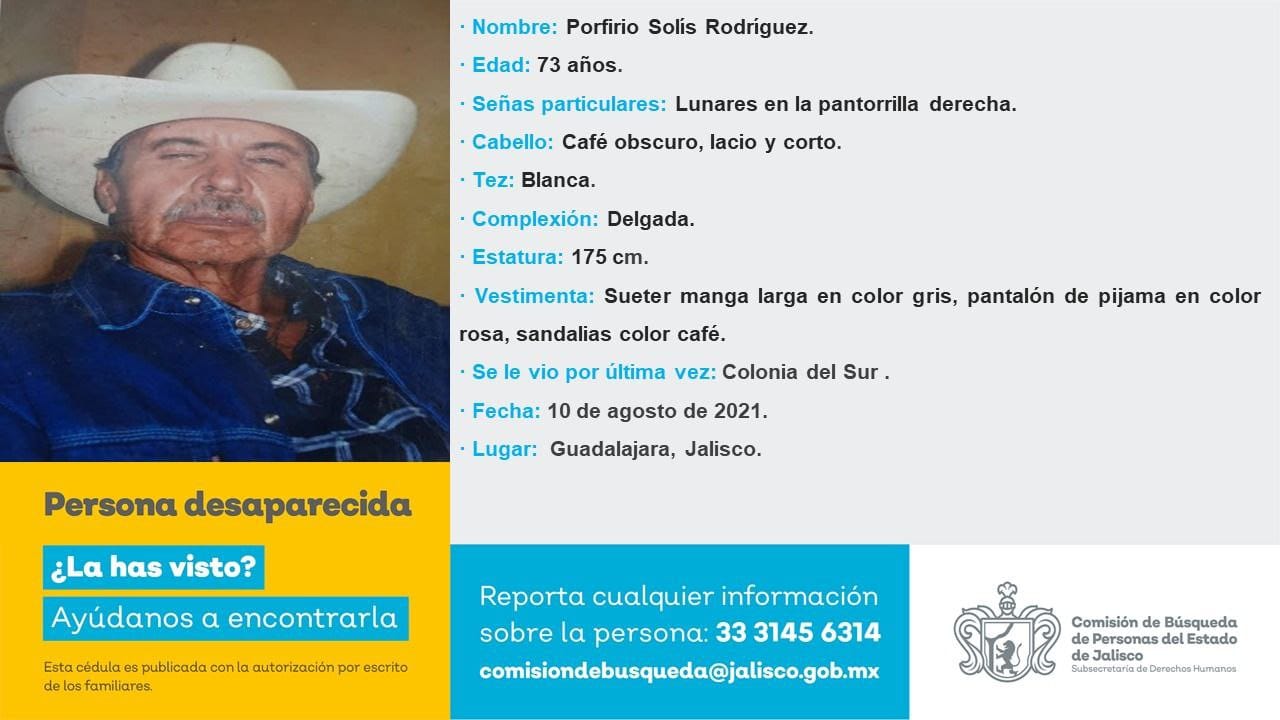 · Nombre: Porfirio Solís Rodríguez.
· Edad: 73 años.
· Señas particulares: Lunares en la pantorrilla derecha.
· Cabello: Café obscuro, lacio y corto.
· Tez: Blanca.
· Complexión: Delgada.
· Estatura: 175 cm.
· Vestimenta: Sueter manga larga en color gris, pantalón de pijama en color
rosa, sandalias color café.
· Se le vio por última vez: Colonia del Sur .
· Fecha: 10 de agosto de 2021.
· Lugar: Guadalajara, Jalisco.
Persona desaparecida
¿La has visto?
Ayúdanos a encontrarla
Esta cédula es publicada con la autorización por escrito
de los familiares.
Reporta cualquier información
sobre la persona: 33 3145 6314
comisiondebusqueda@jalisco.gob.mx
Comisión de Búsqueda
de Personas del Estado
de Jalisco
Subsecretaría de Derechos Humanos